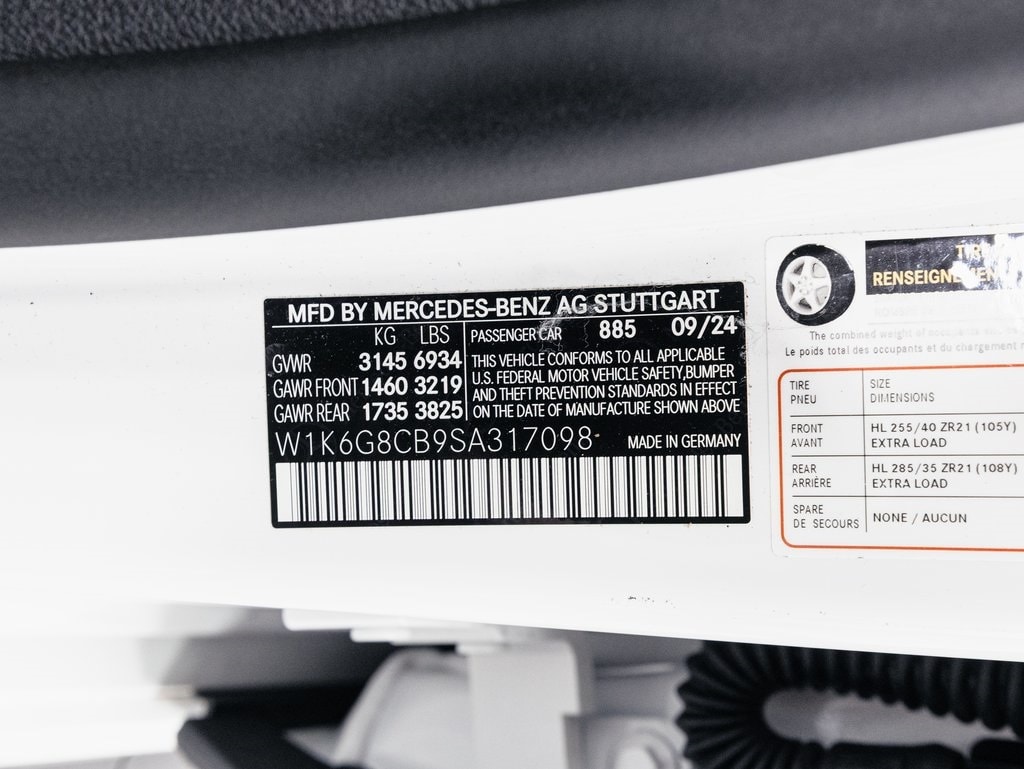 MFD BY MERCEDES-BENZ AG STUTTGART
KG LBS
GVWR 3145 6934
GAWR FRONT 1460 3219
GAWR REAR 1735 3825
PASSENGER CAR 885 09/24
THIS VEHICLE CONFORMS TO ALL APPLICABLE
U.S. FEDERAL MOTOR VEHICLE SAFETY,BUMPER
AND THEFT PREVENTION STANDARDS IN EFFECT
ON THE DATE OF MANUFACTURE SHOWN ABOVE
W1K6G8CB9SA317098 MADE IN GERMANY
The combined weight of
Le poids total des occupants et du chargement
TIRE SIZE
PNEU DIMENSIONS
FRONT HL 255/40 ZR21 (105Y)
AVANT EXTRA LOAD
REAR HL 285/35 ZR21 (108Y)
ARRIÈRE EXTRA LOAD
SPARE NONE / AUCUN
DE SECOURS